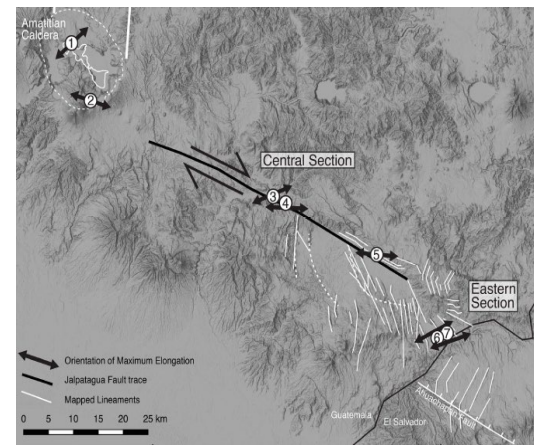 Amatitlan
Caldera
1
2
Central Section
3
4
5
Eastern
Section
6
7
Orientation of Maximum Elongation
Jalpatagua Fault trace
Mapped Lineaments
0 5 10 15 20 25 km
Guatemala
El Salvador
Ahuachapan Fault